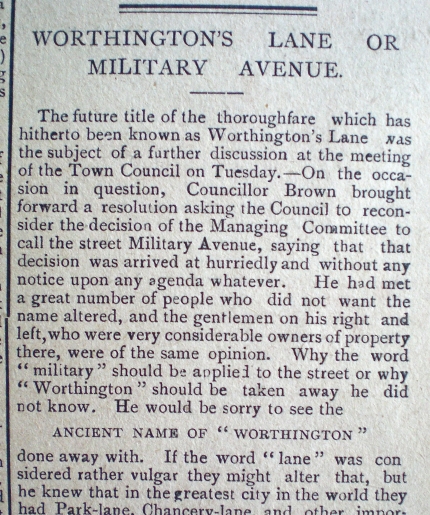 WORTHINGTON'S LANE OR
MILITARY AVENUE.
The future title of the thoroughfare which has
hitherto been known as Worthington's Lane was
the subject of a further discussion at the meeting
of the Town Council on Tuesday.—On the occa-
sion in question, Councillor Brown brought
forward a resolution asking the Council to recon-
sider the decision of the Managing Committee to
call the street Military Avenue, saying that that
decision was arrived at hurriedly and without any
notice upon any agenda whatever. He had met
a great number of people who did not want the
name altered, and the gentlemen on his right and
left, who were very considerable owners of property
there, were of the same opinion. Why the word
"military" should be applied to the street or why
"Worthington" should be taken away he did
not know. He would be sorry to see the
ANCIENT NAME OF "WORTHINGTON"
done away with. If the word "lane" was con
sidered rather vulgar they might alter that, but
he knew that in the greatest city in the world they
had Park-lane, Chancery-lane and other impor-